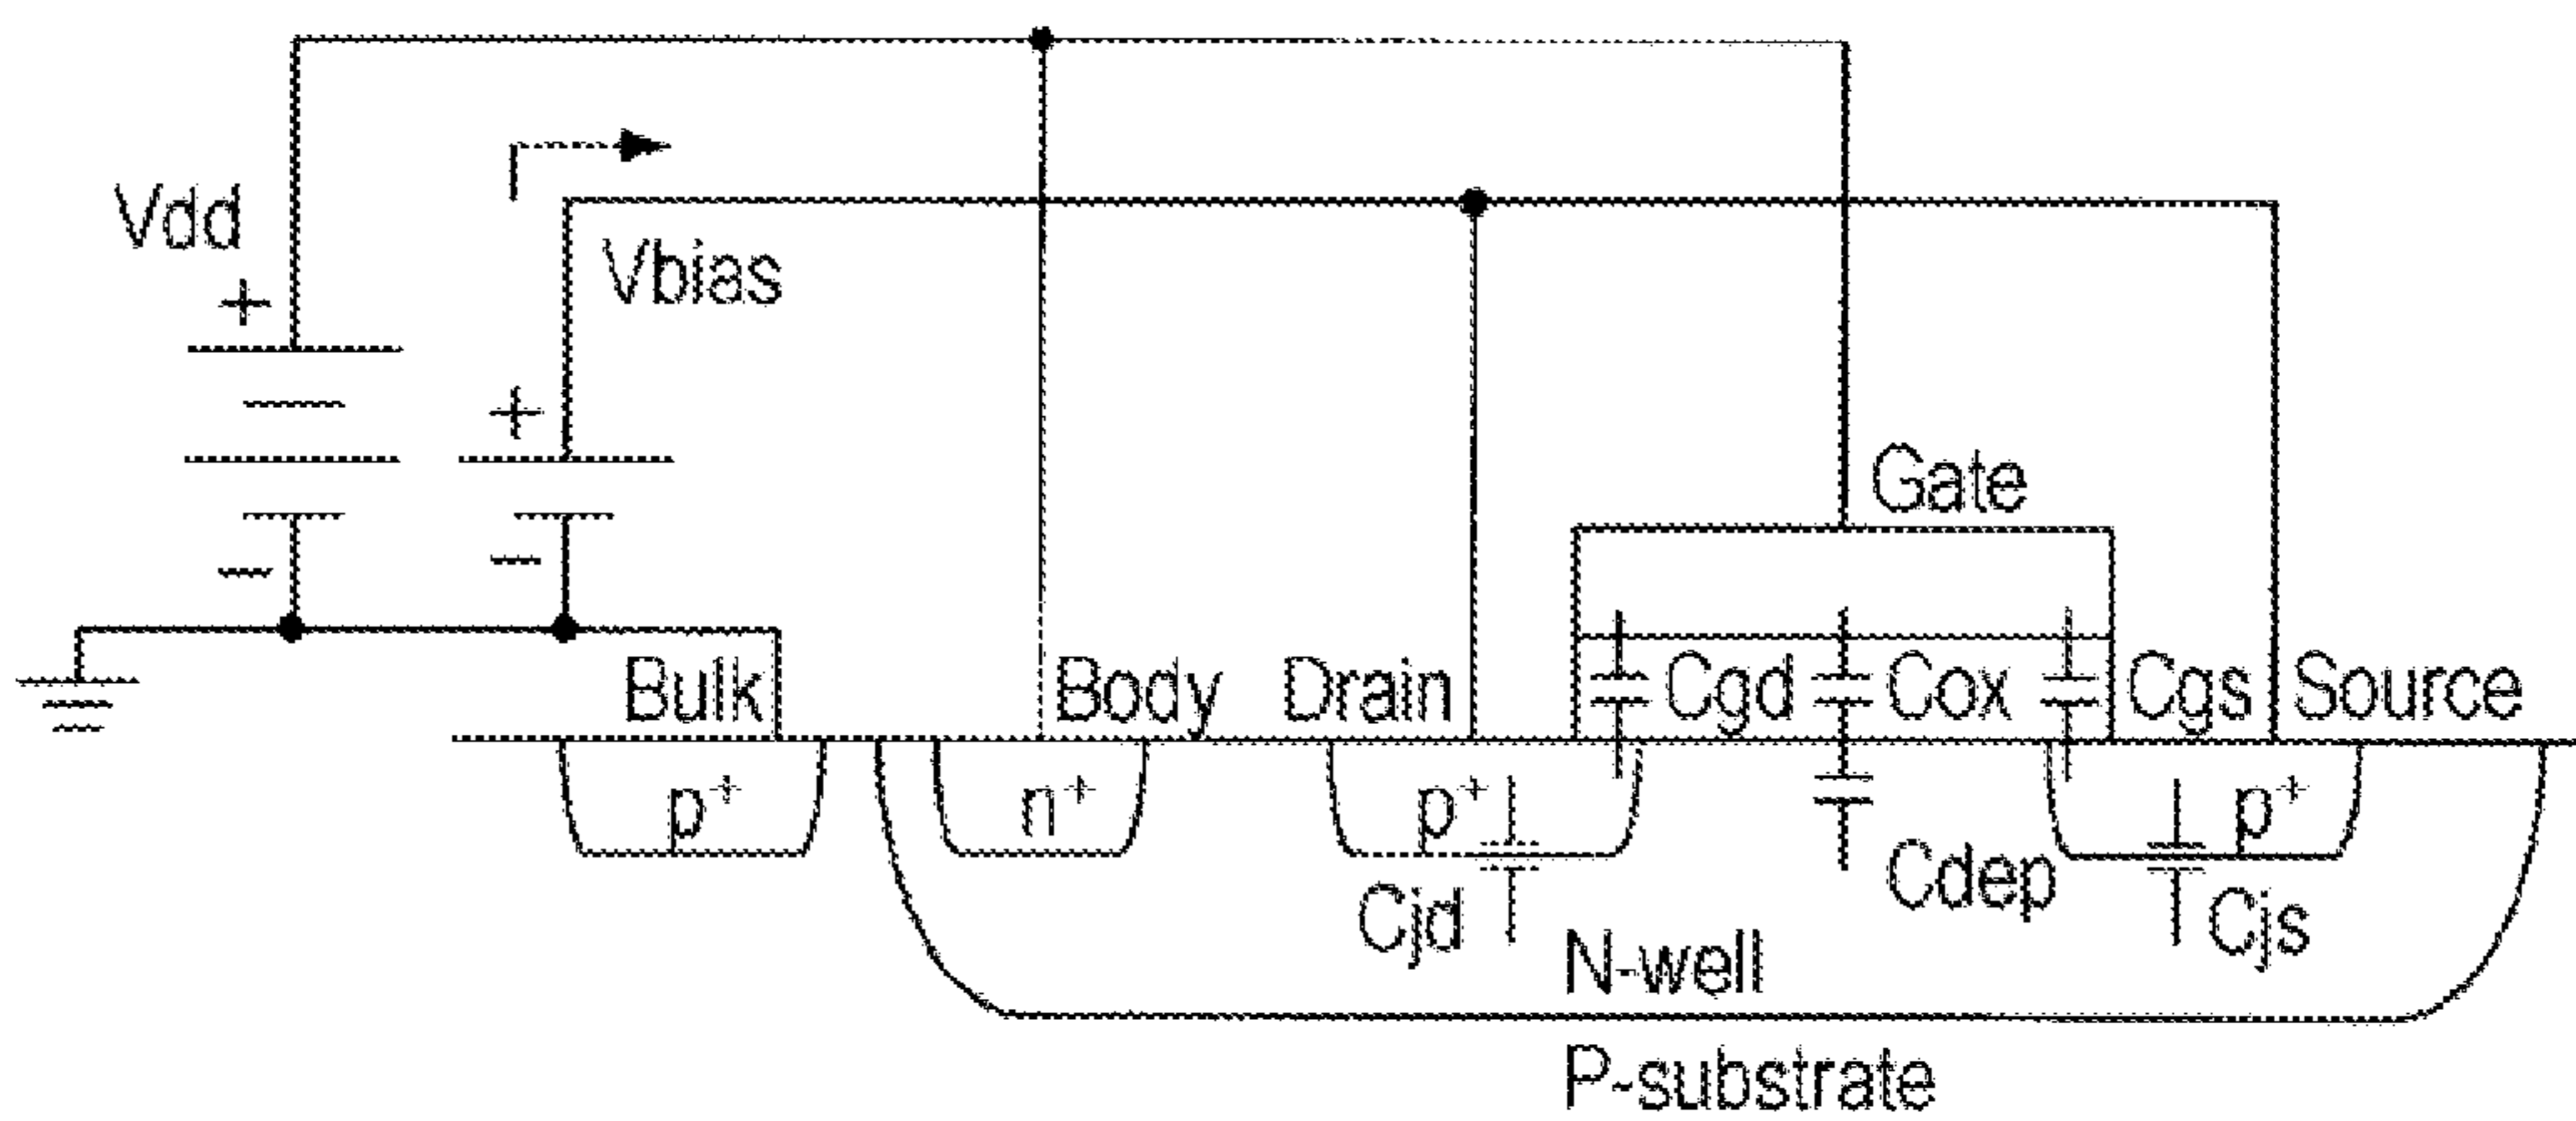 Vdd
+
Vbias
+
Gate
−
−
Bulk Body Drain Cgd Cox Cgs Source
p+ n+ p+ p+
Cjd Cdep Cjs
N-well
P-substrate